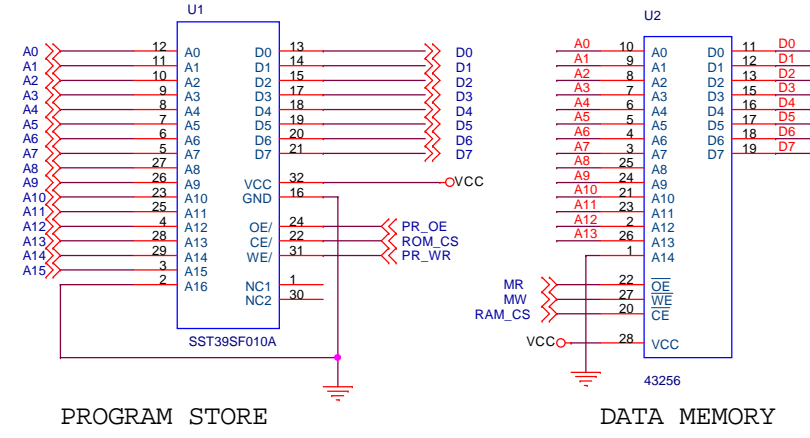 U1
A0 12 A0 D0 13 D0
A1 11 A1 D1 14 D1
A2 10 A2 D2 15 D2
A3 9 A3 D3 17 D3
A4 8 A4 D4 18 D4
A5 7 A5 D5 19 D5
A6 6 A6 D6 20 D6
A7 5 A7 D7 21 D7
A8 27 A8
A9 26 A9 VCC 32 VCC
A10 23 A10 GND 16
A11 25 A11
A12 4 A12 OE/ 24 PR_OE
A13 28 A13 CE/ 22 ROM_CS
A14 29 A14 WE/ 31 PR_WR
A15 3 A15
2 A16 NC1 1
NC2 30
SST39SF010A
PROGRAM STORE
U2
A0 10 A0 D0 11 D0
A1 9 A1 D1 12 D1
A2 8 A2 D2 13 D2
A3 7 A3 D3 15 D3
A4 6 A4 D4 16 D4
A5 5 A5 D5 17 D5
A6 4 A6 D6 18 D6
A7 3 A7 D7 19 D7
A8 25 A8
A9 24 A9
A10 21 A10
A11 23 A11
A12 2 A12
A13 26 A13
1 A14
MR 22 OE
MW 27 WE
RAM_CS 20 CE
VCC 28 VCC
43256
DATA MEMORY